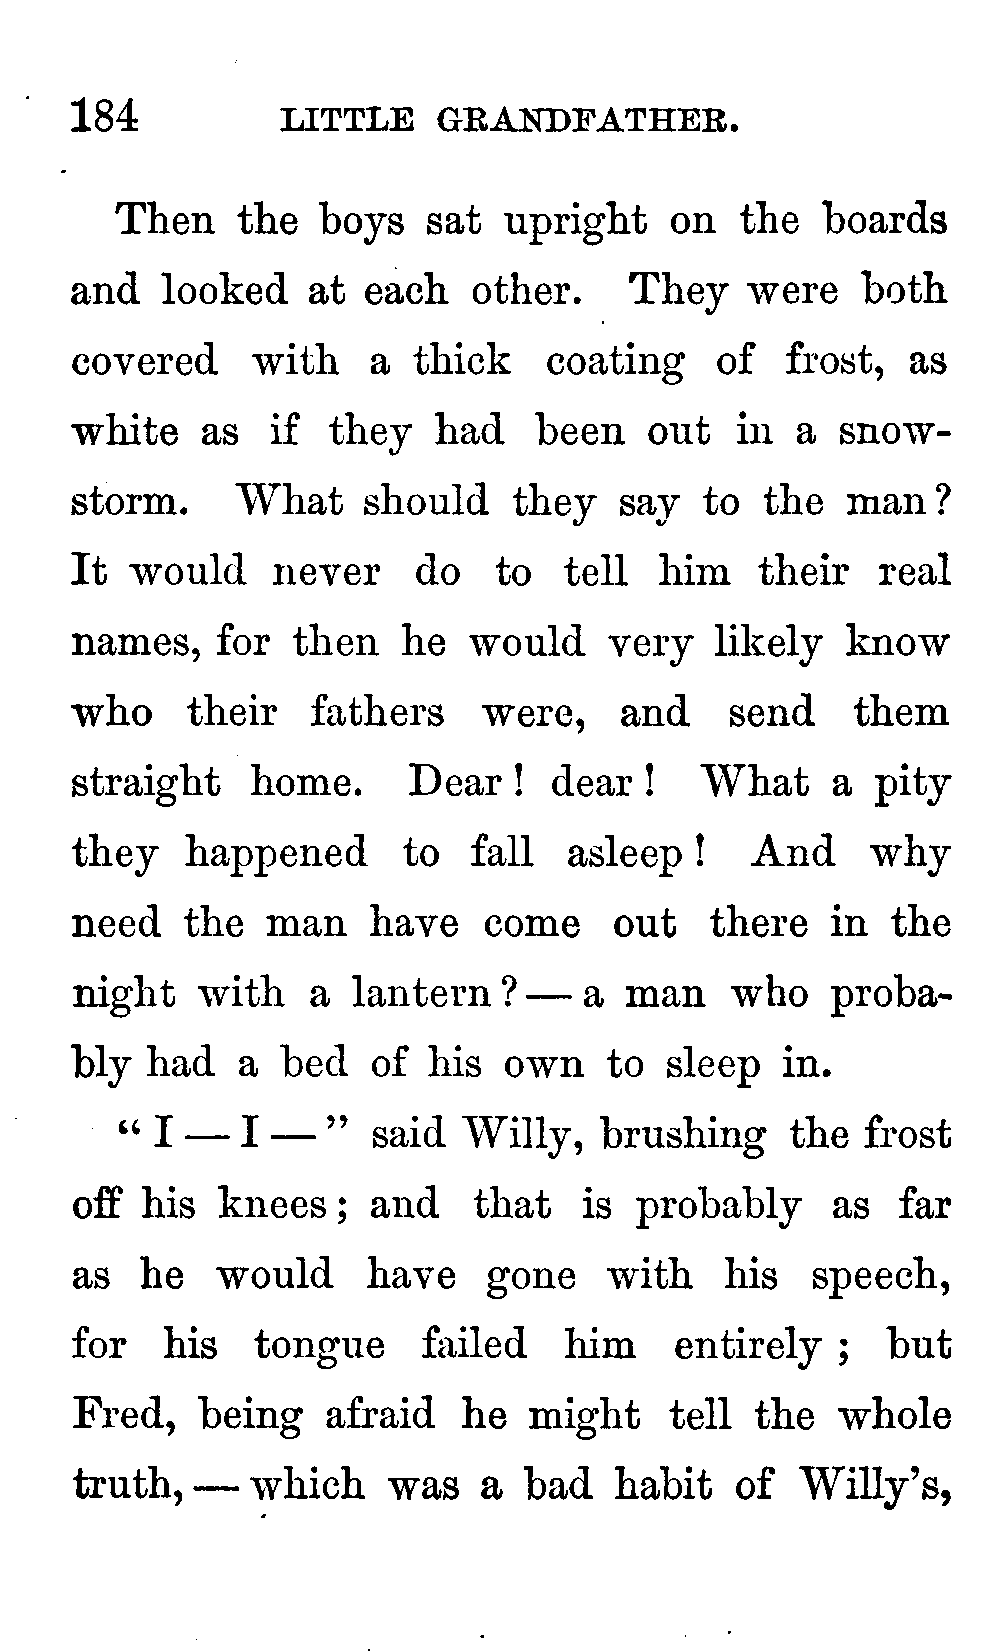 184 LITTLE GRANDFATHER.
Then the boys sat upright on the boards
and looked at each other. They were both
covered with a thick coating of frost, as
white as if they had been out in a snow-
storm. What should they say to the man?
It would never do to tell him their real
names, for then he would very likely know
who their fathers were, and send them
straight home. Dear! dear! What a pity
they happened to fall asleep! And why
need the man have come out there in the
night with a lantern?— a man who proba-
bly had a bed of his own to sleep in.
“I—I—” said Willy, brushing the frost
off his knees; and that is probably as far
as he would have gone with his speech,
for his tongue failed him entirely; but
Fred, being afraid he might tell the whole
truth,— which was a bad habit of Willy’s,